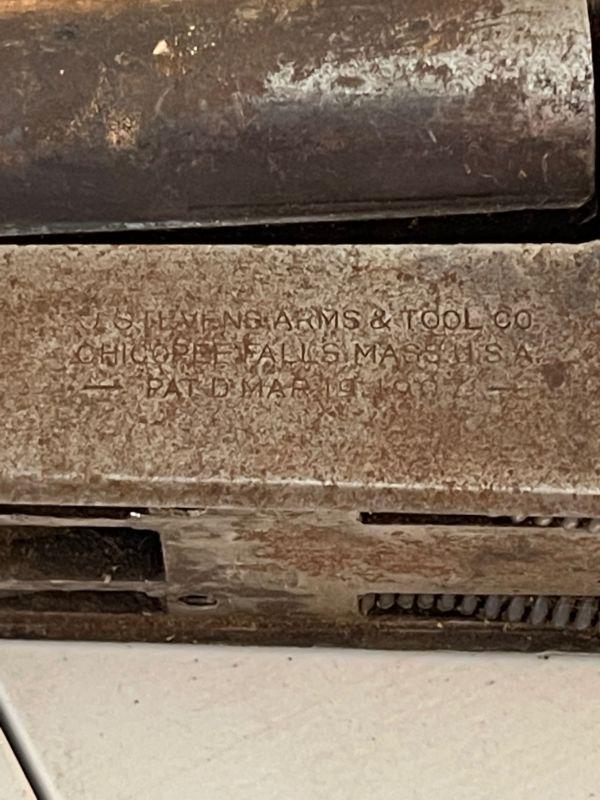 J. STEVENS ARMS & TOOL CO
CHICOPEE FALLS MASS U.S.A.
— PAT'D MAR. 19. —